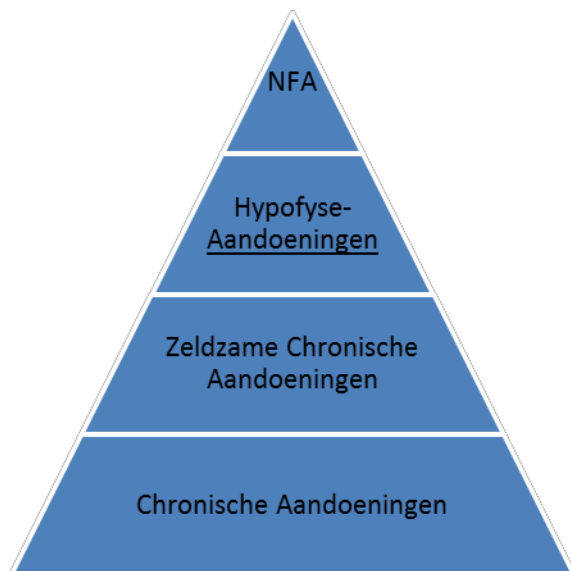 NFA
Hypofyse-
Aandoeningen
Zeldzame Chronische
Aandoeningen
Chronische Aandoeningen